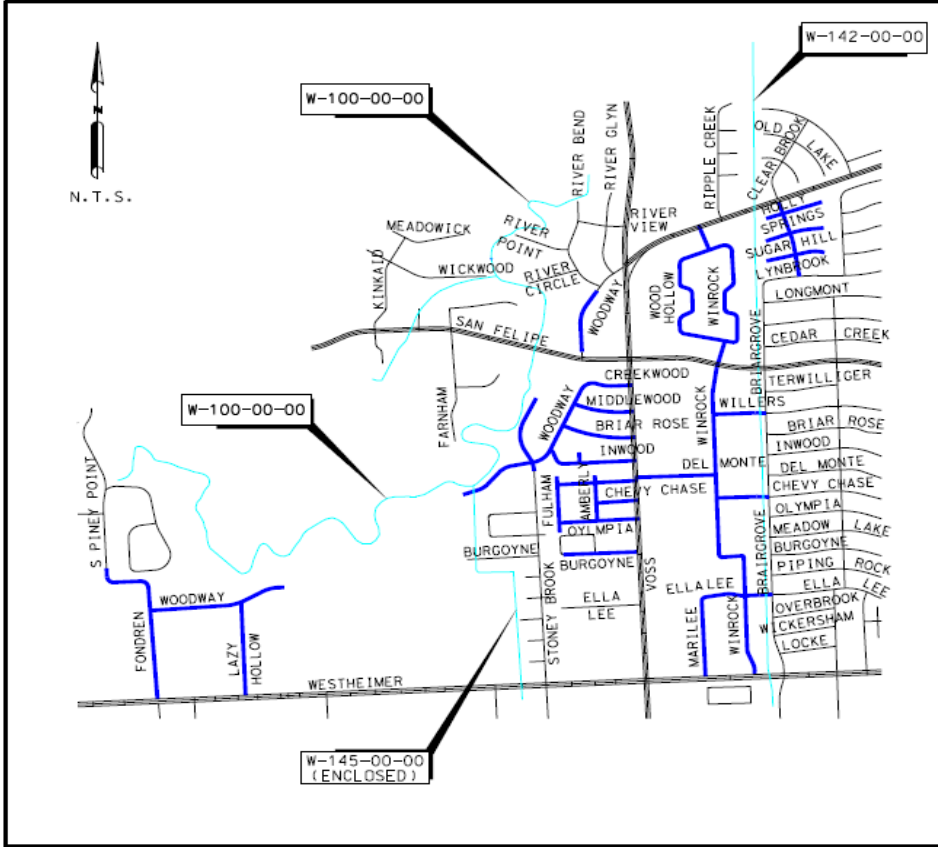 W-142-00-00
W-100-00-00
N
N.T.S.
RIVER BEND
RIVER GLYN
RIPPLE CREEK
OLD
LAKE
CLEAR BROOK
MEADOWICK
RIVER
POINT
RIVER
VIEW
HOLLY
SPRINGS
SUGAR HILL
LYNBROOK
KINKAID
WICKWOOD
RIVER
CIRCLE
WOODWAY
WOOD
HOLLOW
WINROCK
LONGMONT
SAN FELIPE
BRIARGROVE
CEDAR CREEK
CREEKWOOD
TERWILLIGER
W-100-00-00
FARNHAM
WOODWAY
MIDDLEWOOD
WINROCK
WILLERS
BRIAR ROSE
BRIAR ROSE
INWOOD
INWOOD
DEL MONTE
DEL MONTE
S PINEY POINT
FULHAM
AMBERLY
CHEVY CHASE
CHEVY CHASE
OLYMPIA
OYLMPIA
MEADOW LAKE
BURGOYNE
BURGOYNE
BURGOYNE
VOSS
BRAIRGROVE
PIPING ROCK
ELLA LEE
ELLA LEE
WOODWAY
STONEY BROOK
ELLA
LEE
OVERBROOK
WICKERSHAM
LOCKE
FONDREN
LAZY
HOLLOW
MARILEE
WINROCK
WESTHEIMER
W-145-00-00
(ENCLOSED)